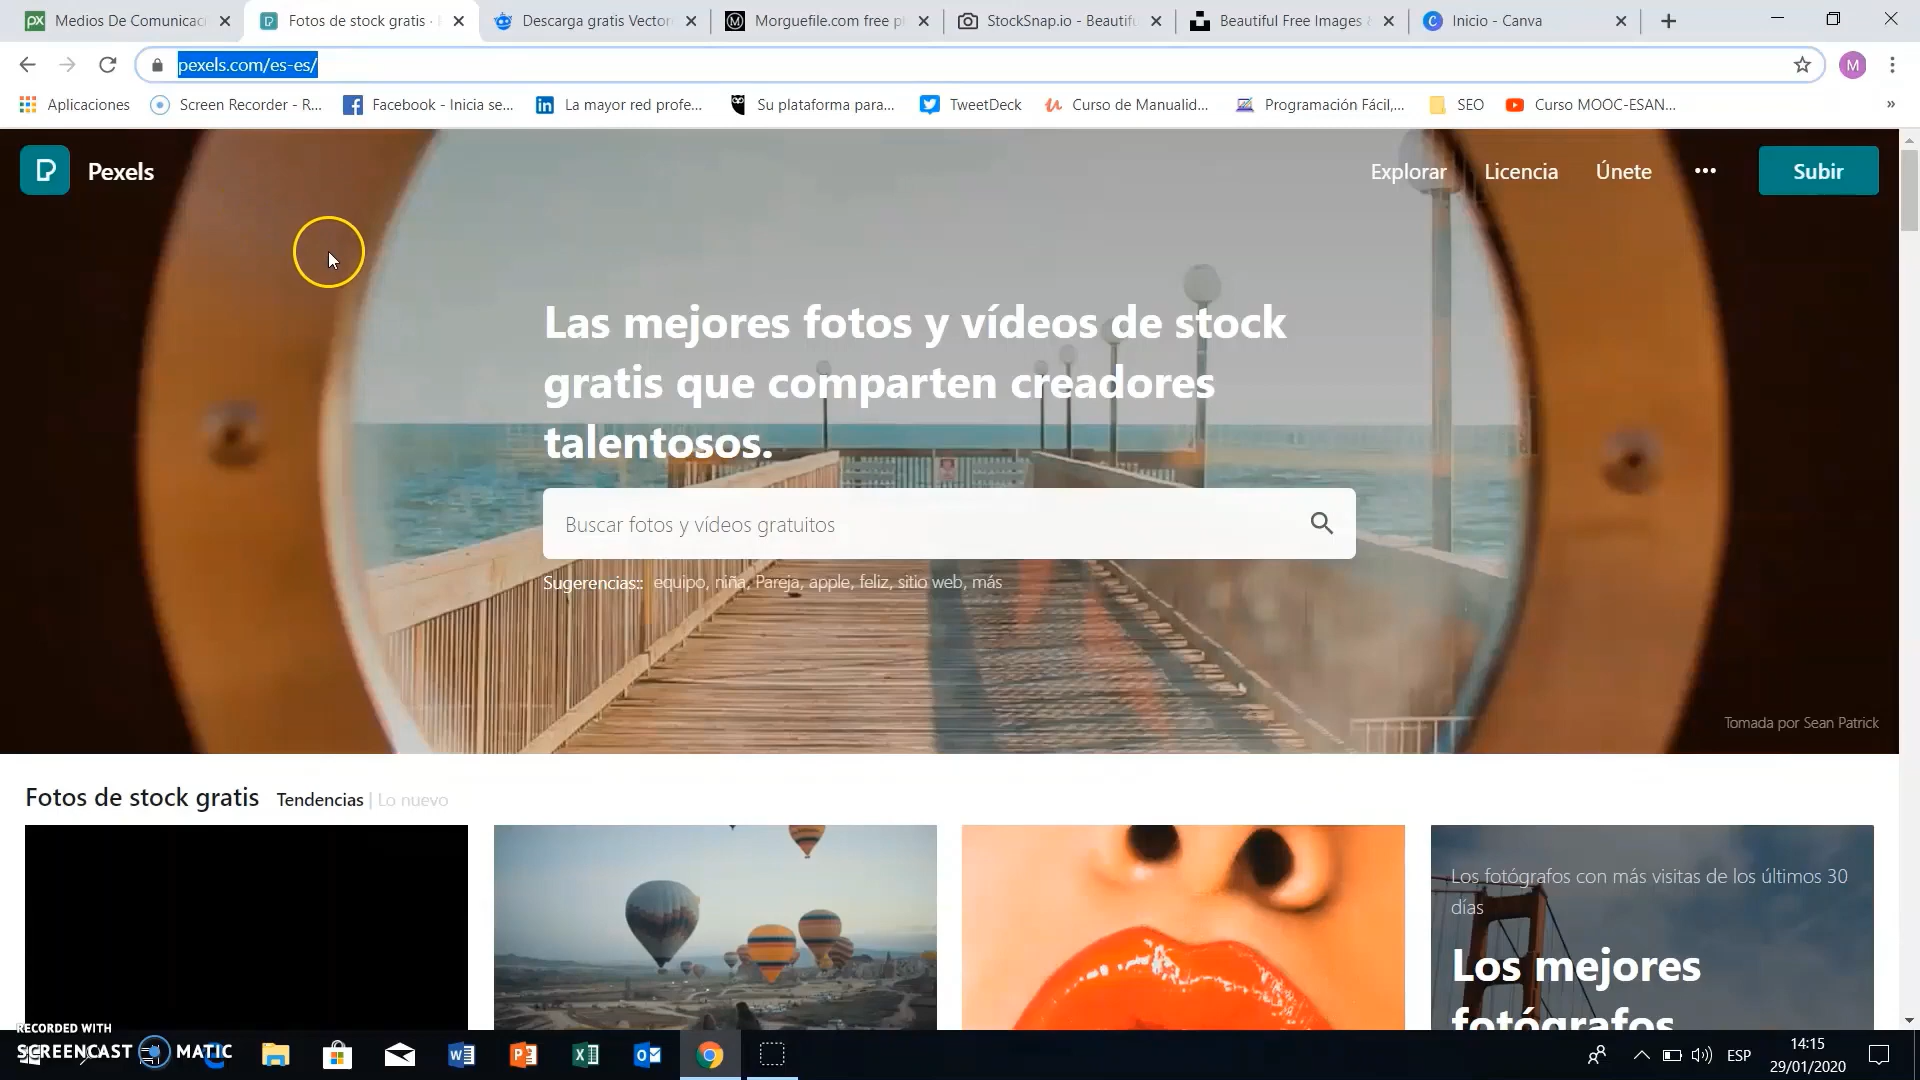 Medios De Comunicaci
Fotos de stock gratis ·
Descarga gratis Vector
Morguefile.com free p
StockSnap.io - Beautifu
Beautiful Free Images &
Inicio - Canva
pexels.com/es-es/
M
Aplicaciones
Screen Recorder - R...
Facebook - Inicia se...
La mayor red profe...
Su plataforma para...
TweetDeck
Curso de Manualid...
Programación Fácil,...
SEO
Curso MOOC-ESAN...
»
Pexels
Explorar
Licencia
Únete
•••
Subir
Las mejores fotos y vídeos de stock
gratis que comparten creadores
talentosos.
Buscar fotos y vídeos gratuitos
Sugerencias:: equipo, niña, Pareja, apple, feliz, sitio web, más
Tomada por Sean Patrick
Fotos de stock gratis Tendencias | Lo nuevo
Los fotógrafos con más visitas de los últimos 30
días
Los mejores
fotógrafos
RECORDED WITH
SCREENCAST MATIC
ESP
14:15
29/01/2020